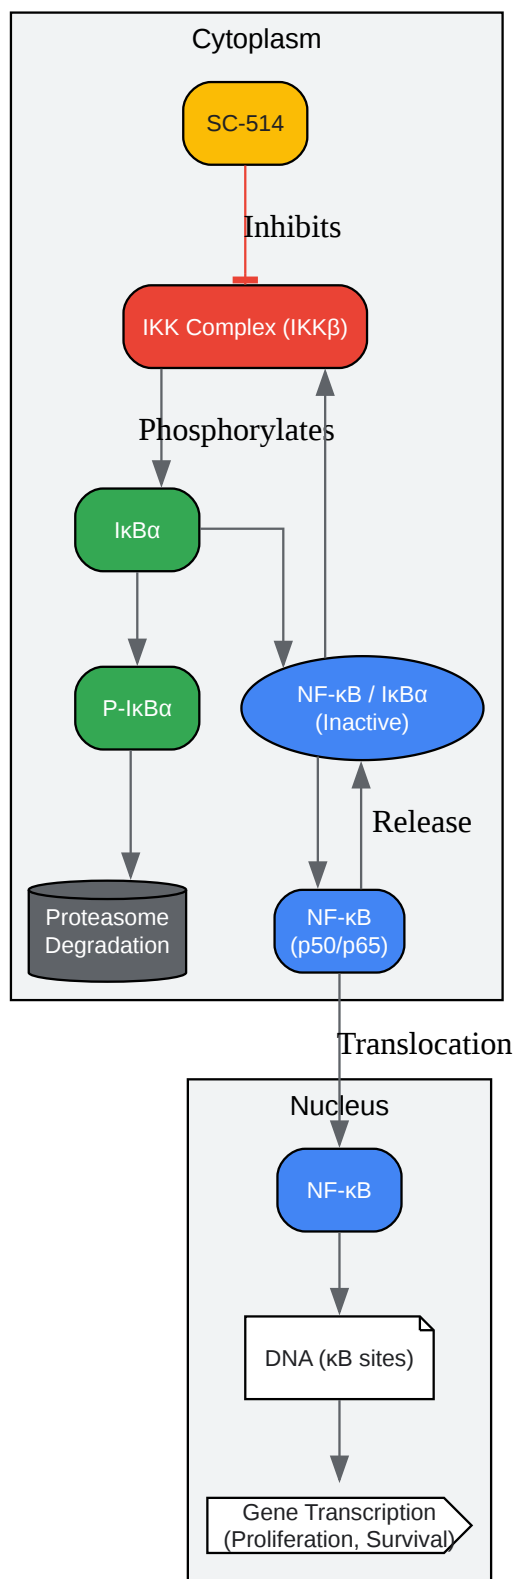 Cytoplasm
SC-514
Inhibits
IKK Complex (IKKβ)
Phosphorylates
IκBα
P-IκBα
NF-κB / IκBα
(Inactive)
Release
Proteasome
Degradation
NF-κB
(p50/p65)
Translocation
Nucleus
NF-κB
DNA (κB sites)
Gene Transcription
(Proliferation, Survival)